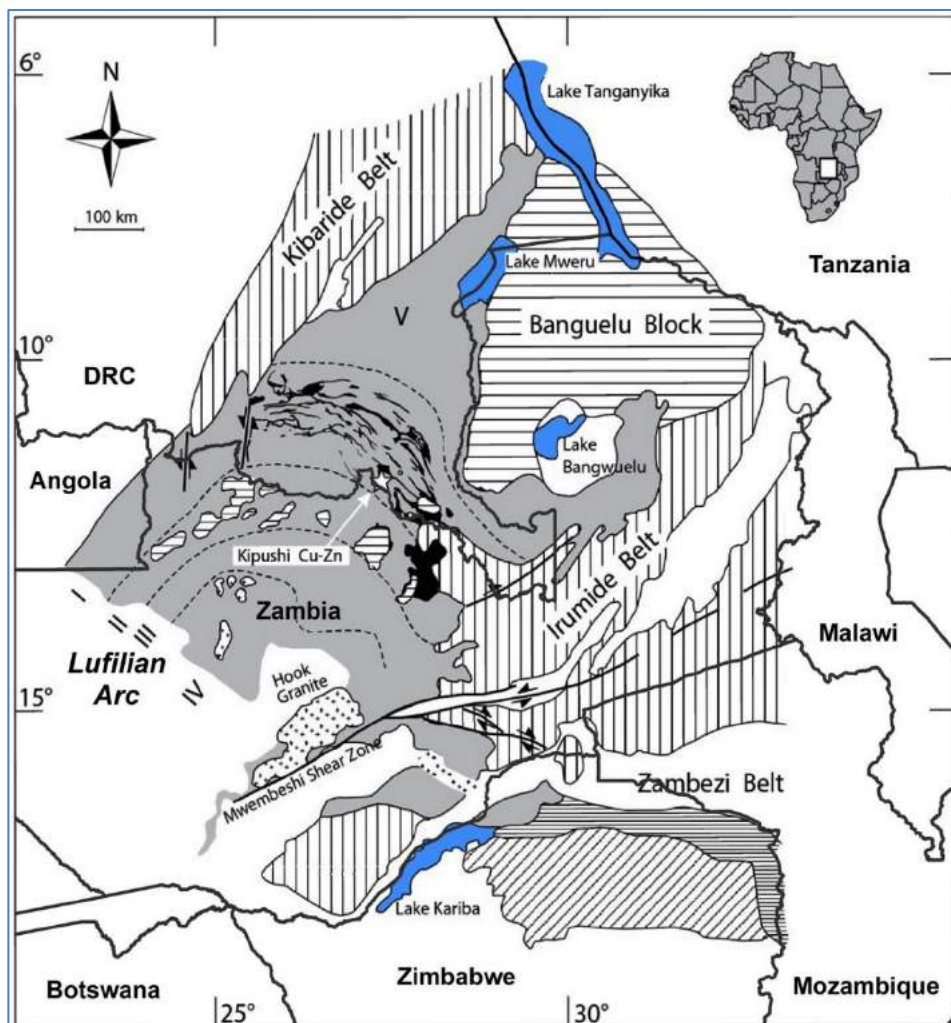 6°
N
Lake Tanganyika
100 km
Kibaride Belt
Lake Mweru
Tanzania
V
Banguelu Block
10°
DRC
Lake
Bangwuelu
Angola
Kipushi Cu-Zn
Irumide Belt
Zambia
I
II
III
IV
Lufilian
Arc
Malawi
Hook
Granite
15°
Mwembeshi Shear Zone
Zambezi Belt
Lake Kariba
Zimbabwe
Botswana
Mozambique
25°
30°